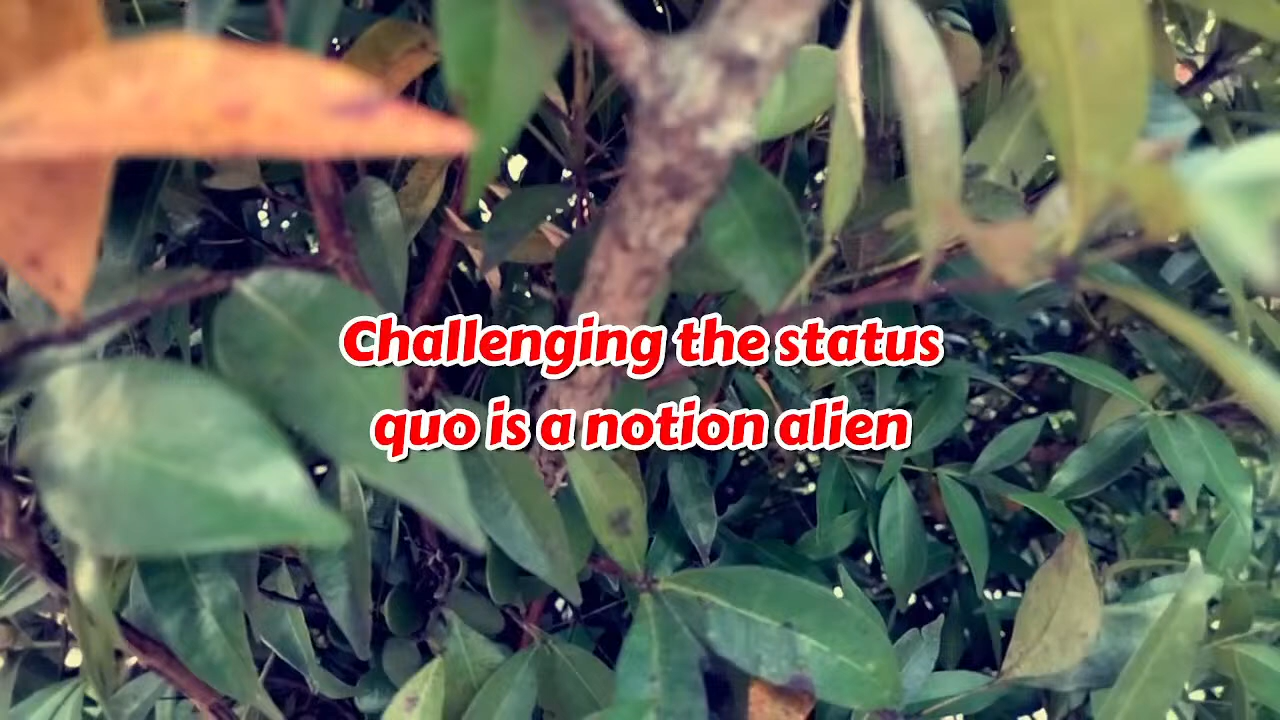 Challenging the status
quo is a notion alien